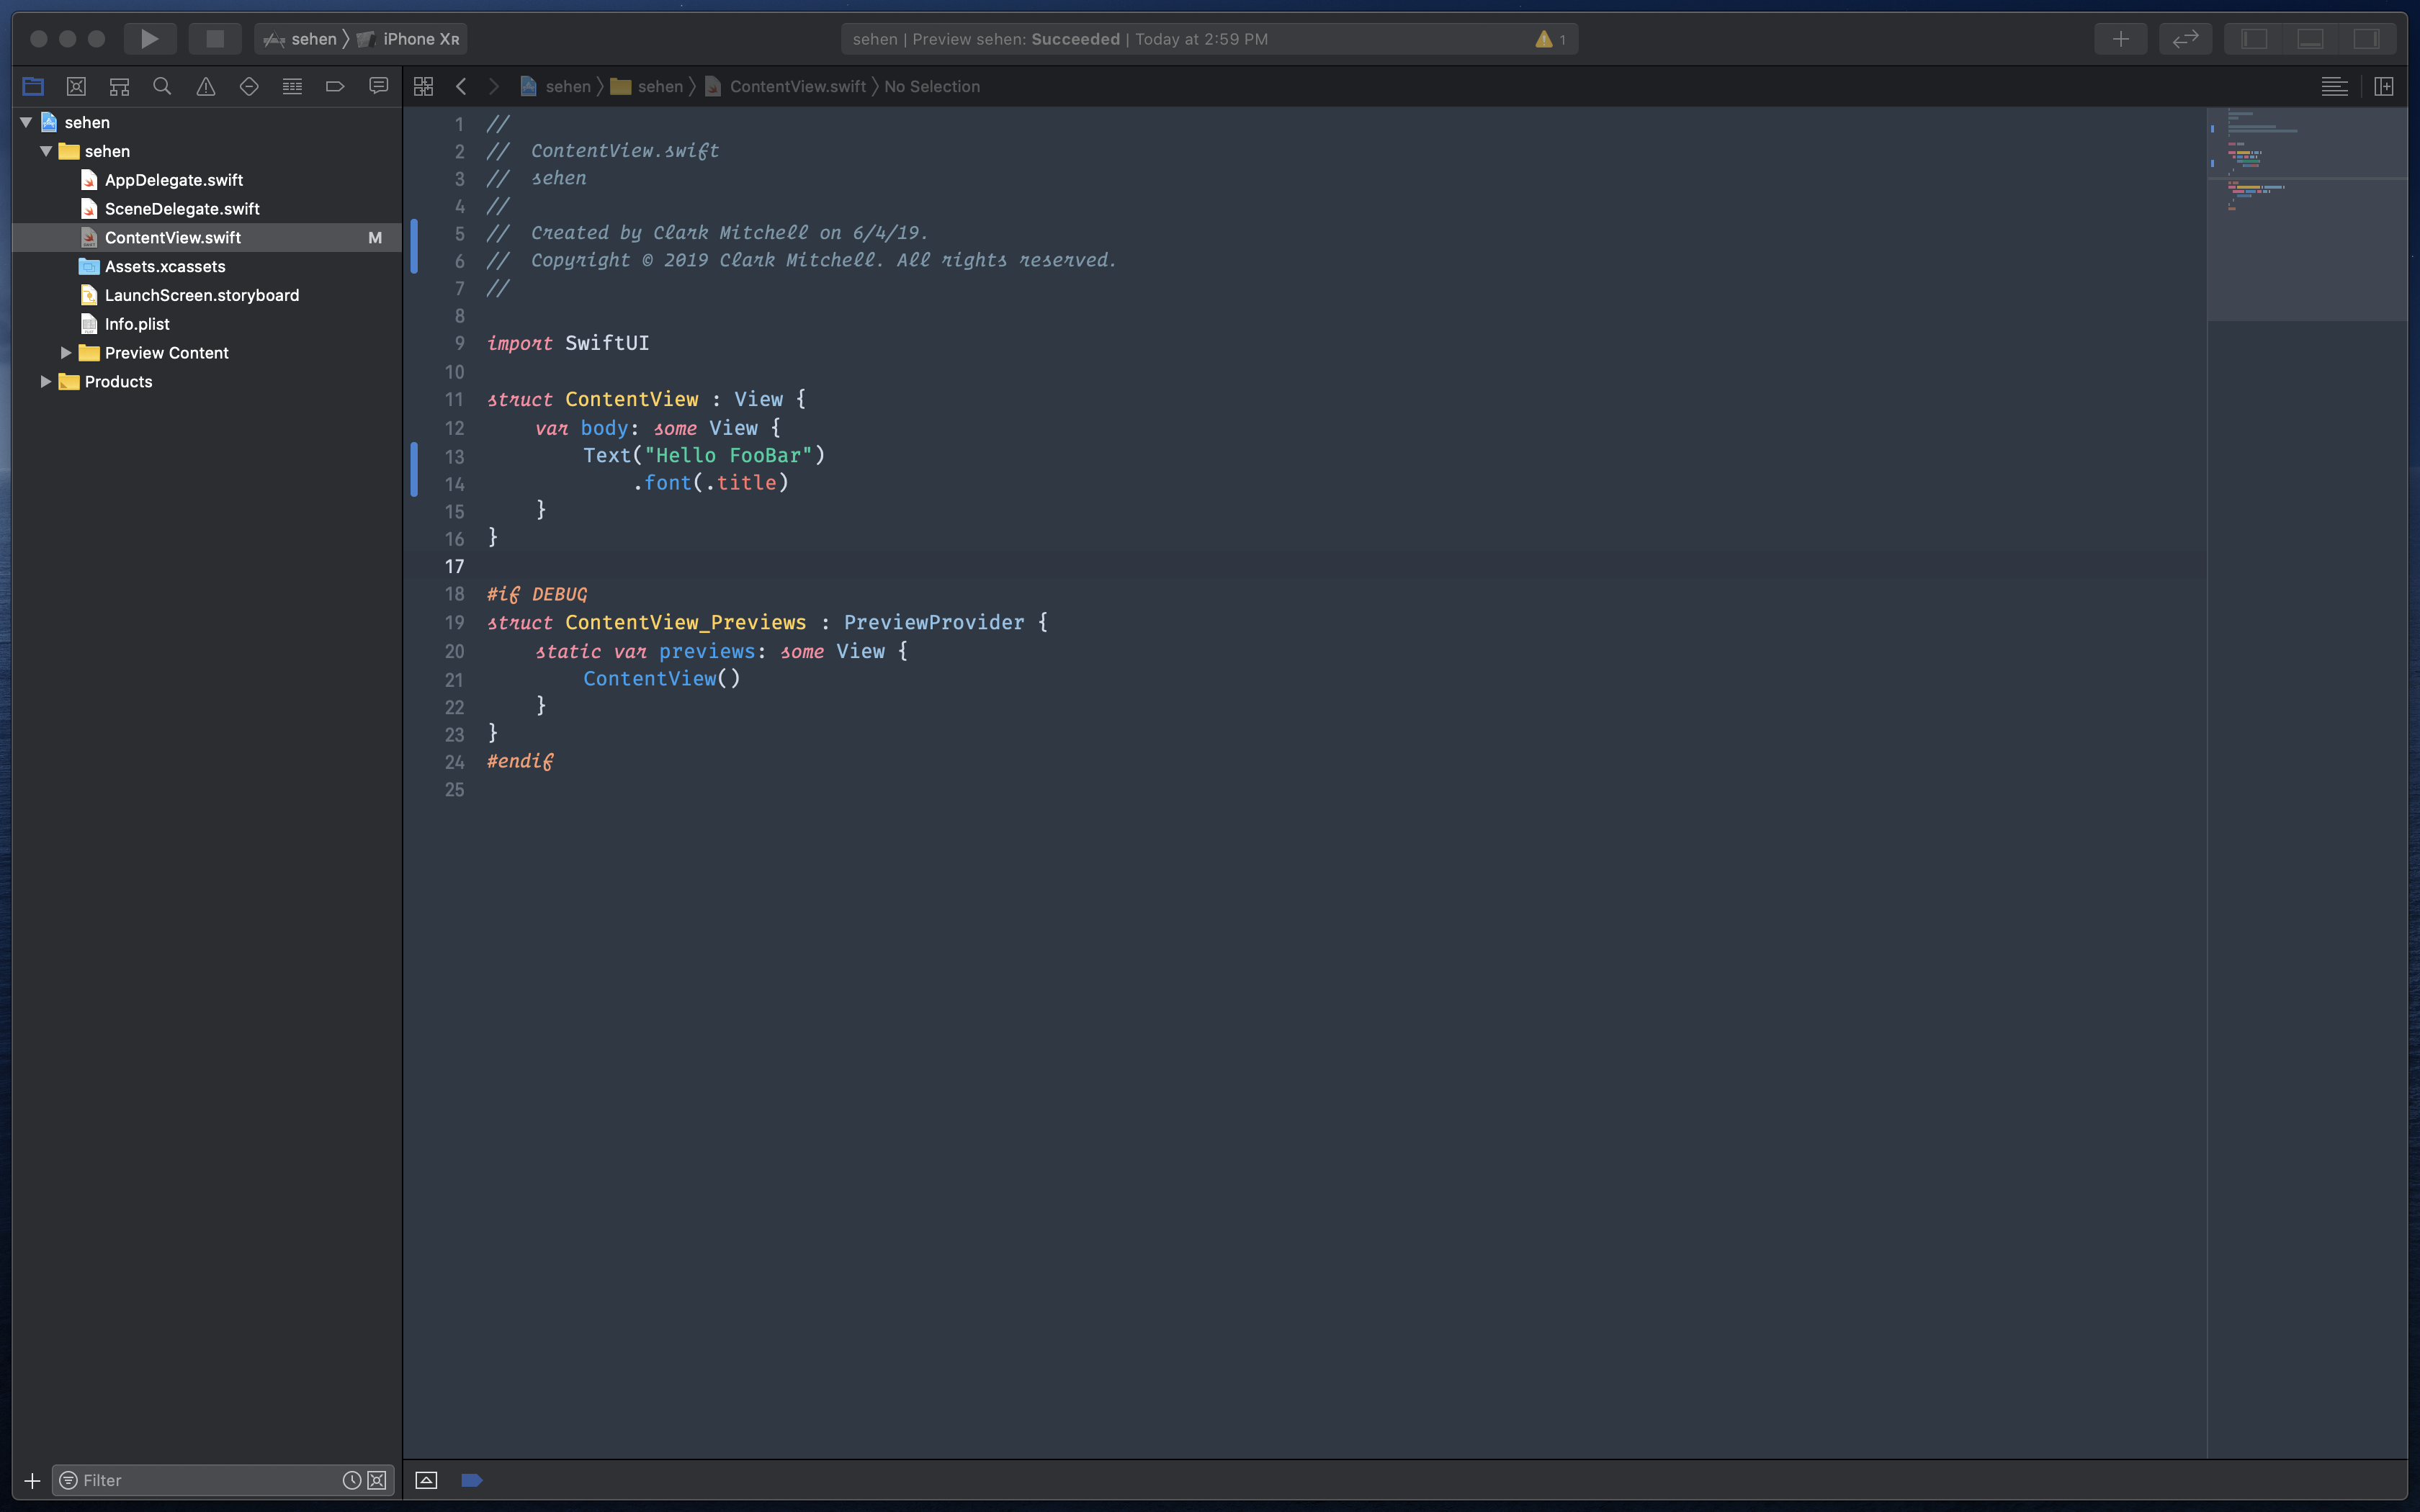 sehen 〉 iPhone Xʀ
sehen | Preview sehen: Succeeded | Today at 2:59 PM
1
sehen 〉 sehen 〉 ContentView.swift 〉 No Selection
sehen
sehen
AppDelegate.swift
SceneDelegate.swift
ContentView.swift M
Assets.xcassets
LaunchScreen.storyboard
Info.plist
Preview Content
Products
1 //
2 //  ContentView.swift
3 //  sehen
4 //
5 //  Created by Clark Mitchell on 6/4/19.
6 //  Copyright © 2019 Clark Mitchell. All rights reserved.
7 //
8
9 import SwiftUI
10
11 struct ContentView : View {
12     var body: some View {
13         Text("Hello FooBar")
14             .font(.title)
15     }
16 }
17
18 #if DEBUG
19 struct ContentView_Previews : PreviewProvider {
20     static var previews: some View {
21         ContentView()
22     }
23 }
24 #endif
25
Filter